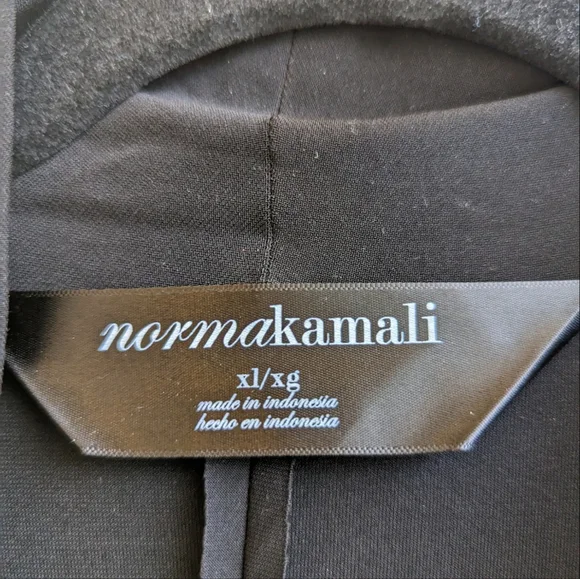 normakamali
xl/xg
made in indonesia
hecho en indonesia